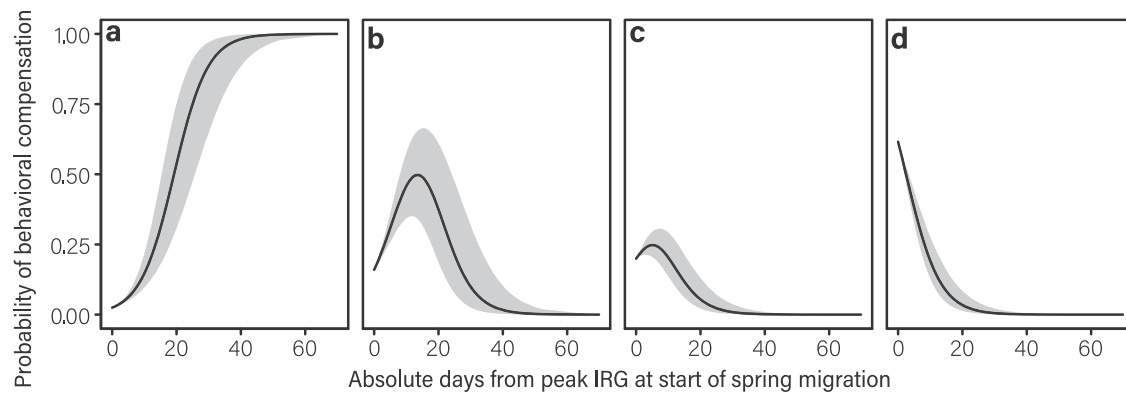 Probability of behavioral compensation
1.00
0.75
0.50
0.25
0.00
a
b
c
d
0 20 40 60
0 20 40 60
0 20 40 60
0 20 40 60
Absolute days from peak IRG at start of spring migration